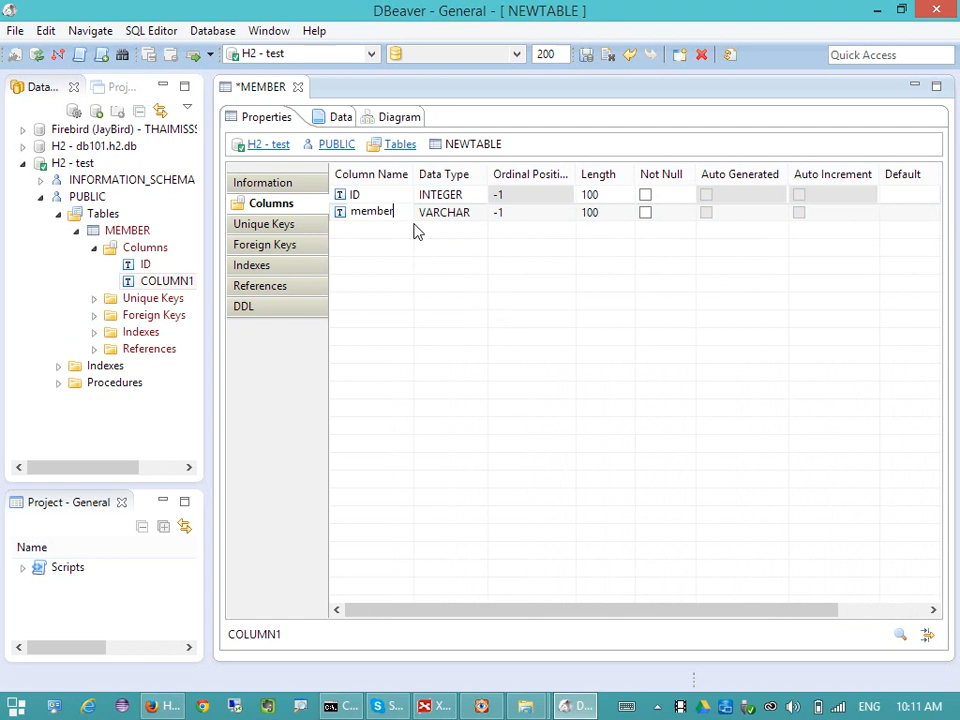 DBeaver - General - [ NEWTABLE ]
File Edit Navigate SQL Editor Database Window Help
H2 - test 200 Quick Access
Data... Proj... *MEMBER
Properties Data Diagram
Firebird (JayBird) - THAIMISSS
H2 - db101.h2.db
H2 - test
INFORMATION_SCHEMA
PUBLIC
Tables
MEMBER
Columns
ID
COLUMN1
Unique Keys
Foreign Keys
Indexes
References
Indexes
Procedures
H2 - test PUBLIC Tables NEWTABLE
Information
Columns
Unique Keys
Foreign Keys
Indexes
References
DDL
Column Name Data Type Ordinal Positi... Length Not Null Auto Generated Auto Increment Default
ID INTEGER -1 100
member VARCHAR -1 100
COLUMN1
Project - General
Name
Scripts
H... C... S... X... D... ENG 10:11 AM